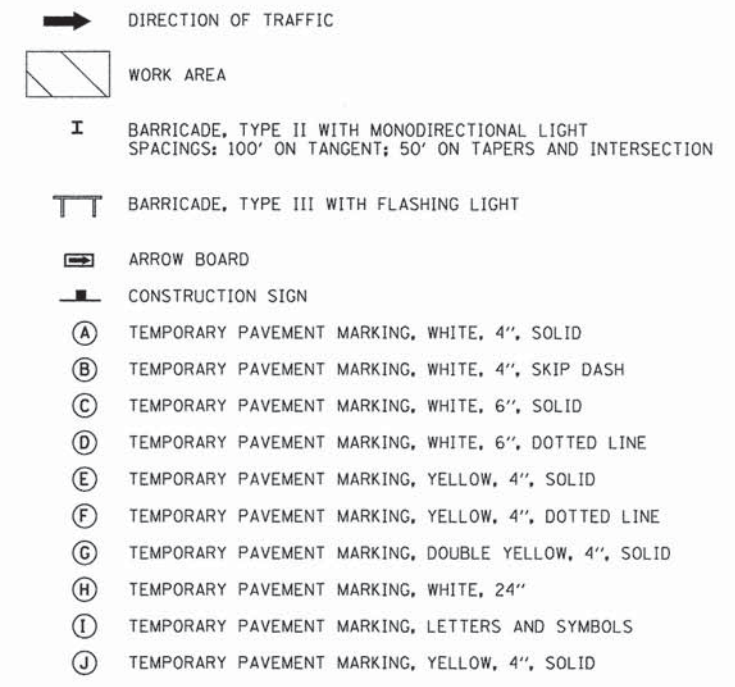 DIRECTION OF TRAFFIC
WORK AREA
I BARRICADE, TYPE II WITH MONODIRECTIONAL LIGHT
SPACINGS: 100' ON TANGENT; 50' ON TAPERS AND INTERSECTION
BARRICADE, TYPE III WITH FLASHING LIGHT
ARROW BOARD
CONSTRUCTION SIGN
A TEMPORARY PAVEMENT MARKING, WHITE, 4", SOLID
B TEMPORARY PAVEMENT MARKING, WHITE, 4", SKIP DASH
C TEMPORARY PAVEMENT MARKING, WHITE, 6", SOLID
D TEMPORARY PAVEMENT MARKING, WHITE, 6", DOTTED LINE
E TEMPORARY PAVEMENT MARKING, YELLOW, 4", SOLID
F TEMPORARY PAVEMENT MARKING, YELLOW, 4", DOTTED LINE
G TEMPORARY PAVEMENT MARKING, DOUBLE YELLOW, 4", SOLID
H TEMPORARY PAVEMENT MARKING, WHITE, 24"
I TEMPORARY PAVEMENT MARKING, LETTERS AND SYMBOLS
J TEMPORARY PAVEMENT MARKING, YELLOW, 4", SOLID